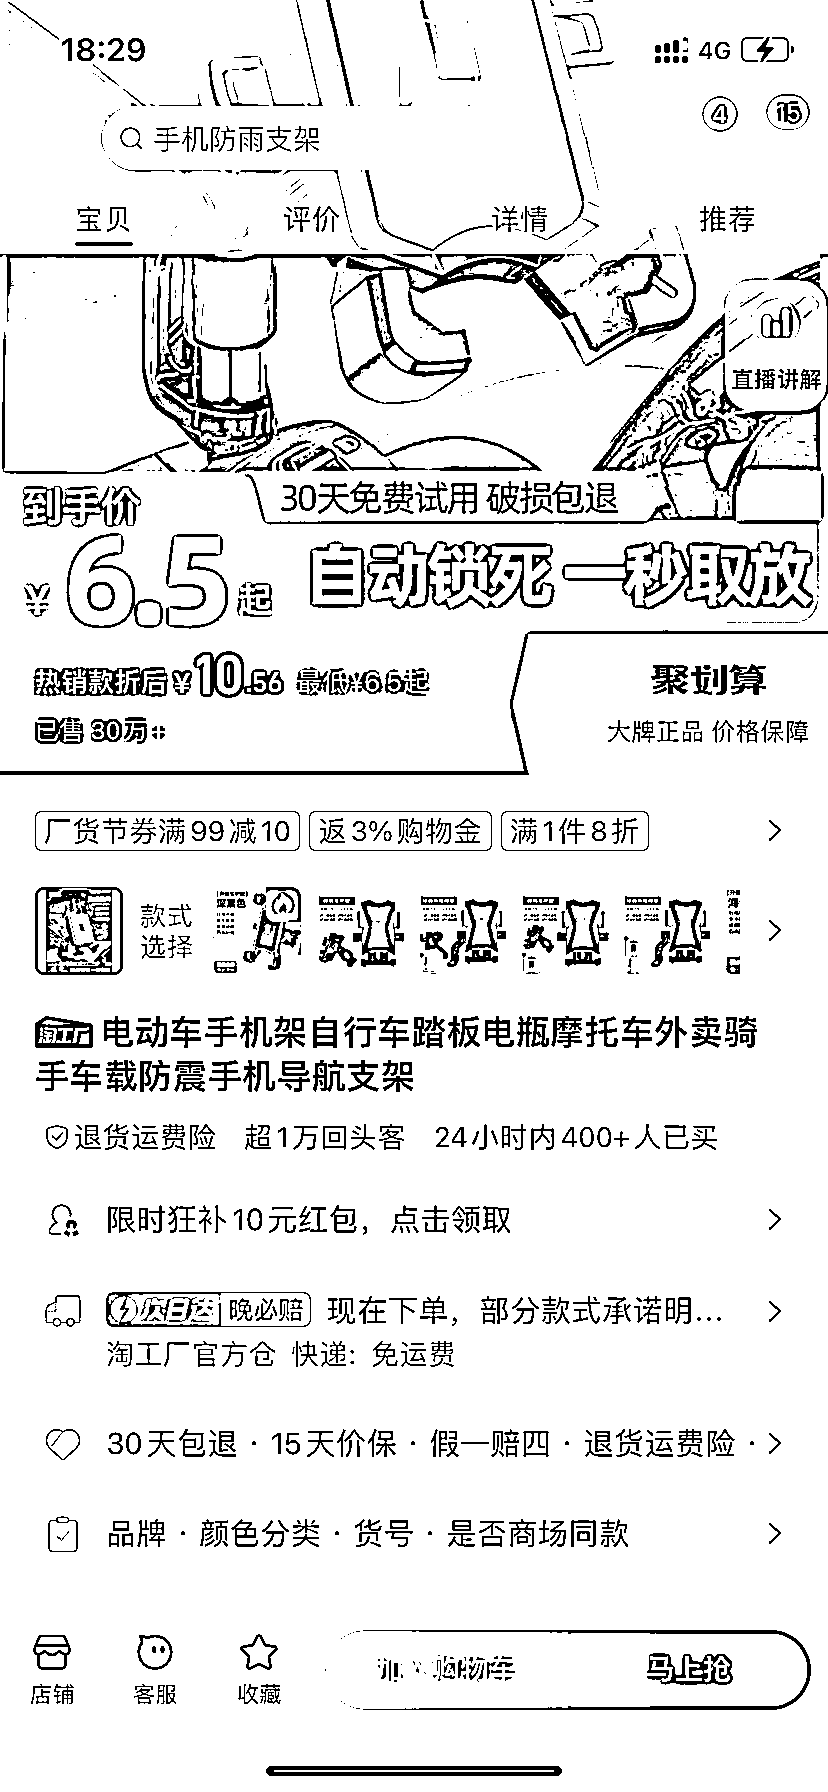 18:29 4G
手机防雨支架
④ ⑮
宝贝 评价 详情 推荐
直播讲解
到手价 30天免费试用 破损包退
¥6.5起 自动锁死 一秒取放
热销款折后¥10.56 最低¥6.5起 聚划算
已售30万+ 大牌正品 价格保障
厂货节券满99减10 返3%购物金 满1件8折
款式
选择
淘工厂 电动车手机架自行车踏板电瓶摩托车外卖骑
手车载防震手机导航支架
退货运费险 超1万回头客 24小时内400+人已买
限时狂补10元红包，点击领取
次日达 晚必赔 现在下单，部分款式承诺明...
淘工厂官方仓 快递: 免运费
30天包退 · 15天价保 · 假一赔四 · 退货运费险 ·
品牌 · 颜色分类 · 货号 · 是否商场同款
加入购物车 马上抢
店铺 客服 收藏